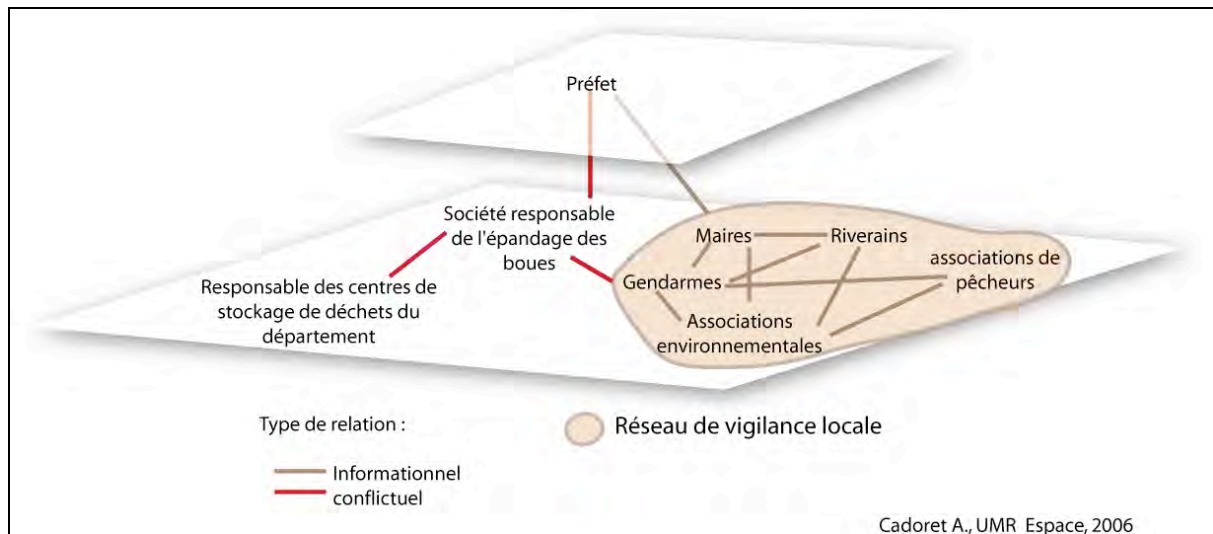 Préfet
Société responsable
de l'épandage des
boues
Maires
Riverains
associations de
pêcheurs
Gendarmes
Responsable des centres de
stockage de déchets du
département
Associations
environnementales
Type de relation :
Réseau de vigilance locale
Informationnel
conflictuel
Cadoret A., UMR Espace, 2006